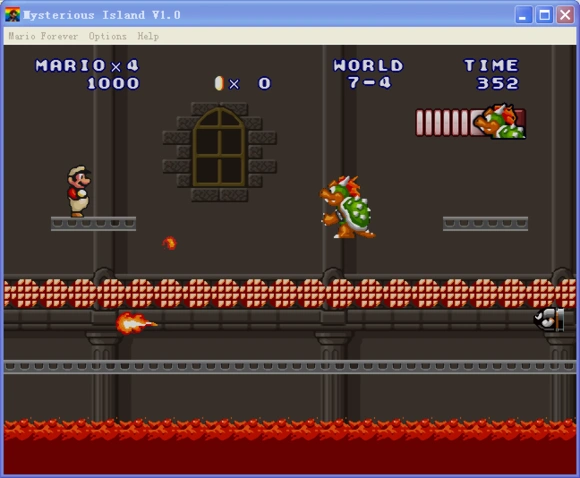 Mysterious Island V1.0
Mario Forever Options Help
MARIO×4 WORLD TIME
1000 × 0 7-4 352